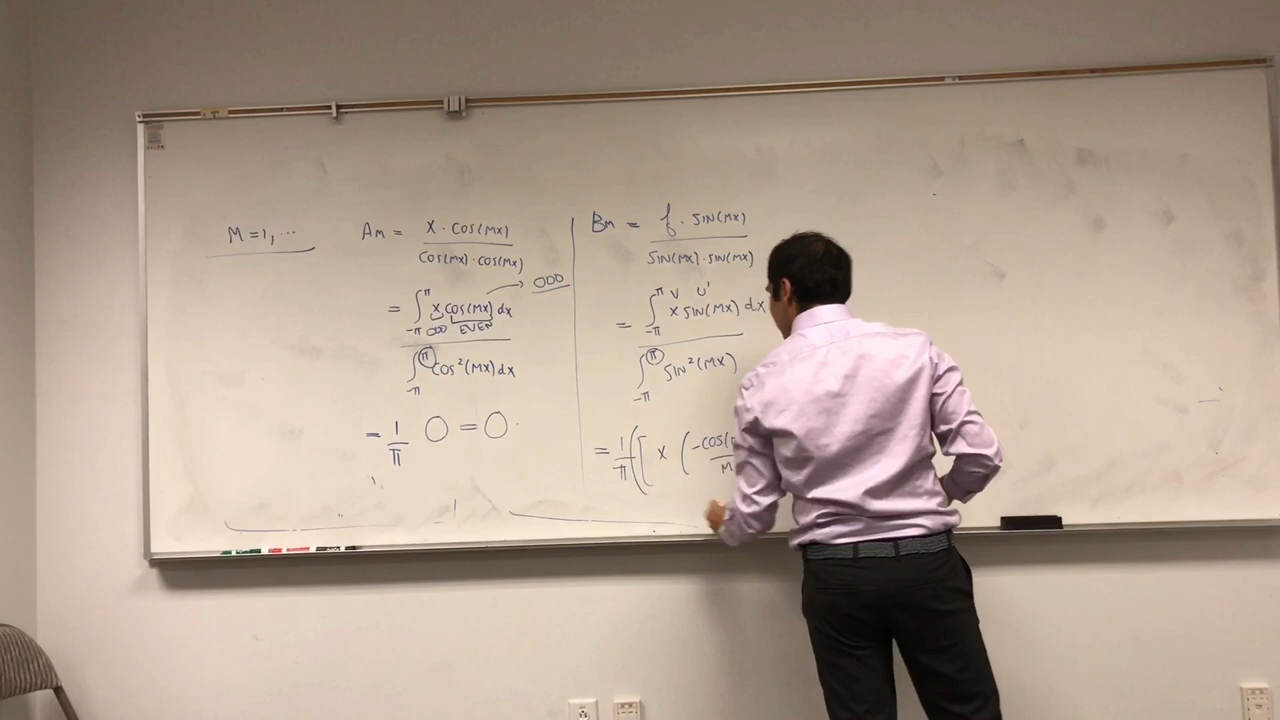 M = 1, ...
Am = X · COS(MX)
COS(MX) · COS(MX)
= ∫ π -π X COS(MX) dx → ODD
ODD EVEN
∫ π -π COS²(MX) dx
= 1/π 0 = 0
Bm = f · SIN(MX)
SIN(MX) · SIN(MX)
V U'
= ∫ π -π X SIN(MX) dx
∫ π -π SIN²(MX)
= 1/π ( [ X ( -COS(
M